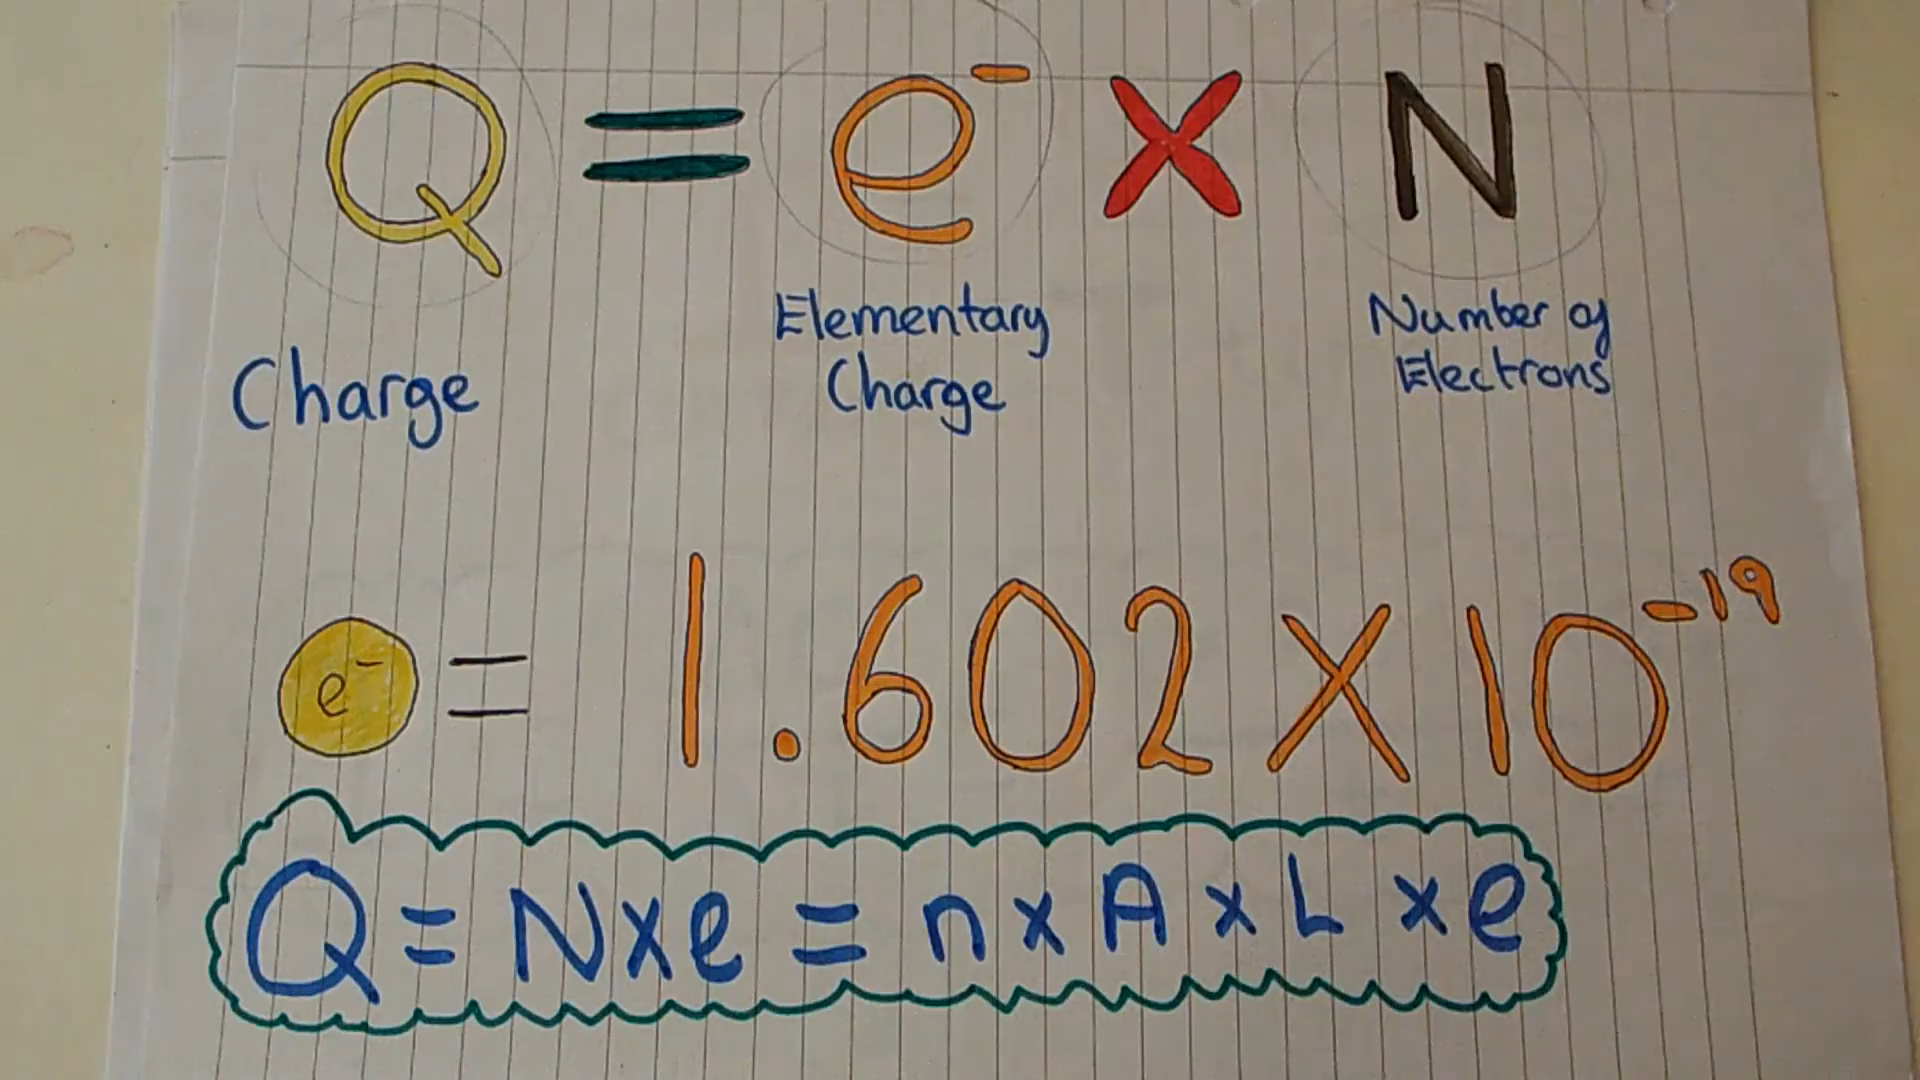 Q = e⁻ × N
Charge Elementary Charge Number of Electrons
e⁻ = 1.602 × 10⁻¹⁹
Q = N×e = n × A × L × e